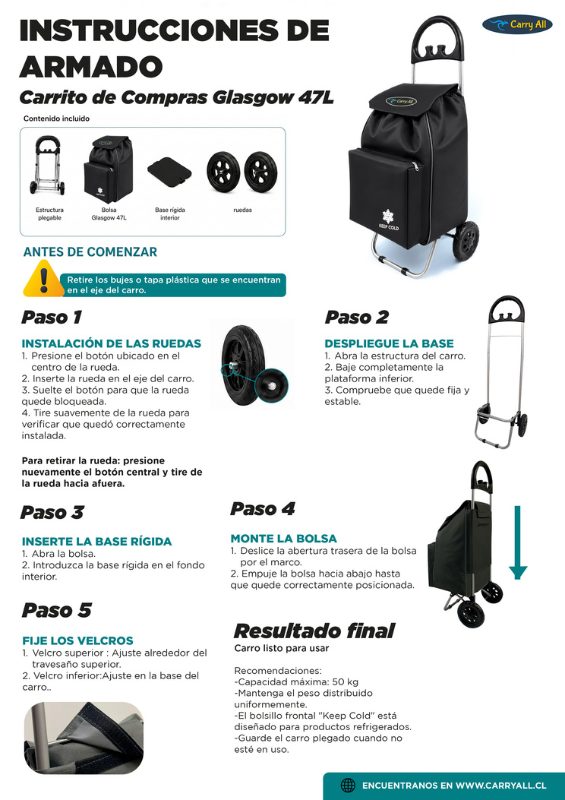 INSTRUCCIONES DE
ARMADO
Carrito de Compras Glasgow 47L
Carry All
Contenido incluido
Estructura
plegable
Bolsa
Glasgow 47L
Base rígida
interior
ruedas
Carry All
KEEP COLD
ANTES DE COMENZAR
Retire los bujes o tapa plástica que se encuentran
en el eje del carro.
Paso 1
INSTALACIÓN DE LAS RUEDAS
1. Presione el botón ubicado en el
centro de la rueda.
2. Inserte la rueda en el eje del carro.
3. Suelte el botón para que la rueda
quede bloqueada.
4. Tire suavemente de la rueda para
verificar que quedó correctamente
instalada.
Para retirar la rueda: presione
nuevamente el botón central y tire de
la rueda hacia afuera.
Paso 2
DESPLIEGUE LA BASE
1. Abra la estructura del carro.
2. Baje completamente la
plataforma inferior.
3. Compruebe que quede fija y
estable.
Paso 3
INSERTE LA BASE RÍGIDA
1. Abra la bolsa.
2. Introduzca la base rígida en el fondo
interior.
Paso 4
MONTE LA BOLSA
1. Deslice la abertura trasera de la bolsa
por el marco.
2. Empuje la bolsa hacia abajo hasta
que quede correctamente posicionada.
Paso 5
FIJE LOS VELCROS
1. Velcro superior : Ajuste alrededor del
travesaño superior.
2. Velcro inferior:Ajuste en la base del
carro..
Resultado final
Carro listo para usar
Recomendaciones:
-Capacidad máxima: 50 kg
-Mantenga el peso distribuido
uniformemente.
-El bolsillo frontal "Keep Cold" está
diseñado para productos refrigerados.
-Guarde el carro plegado cuando no
esté en uso.
ENCUENTRANOS EN WWW.CARRYALL.CL